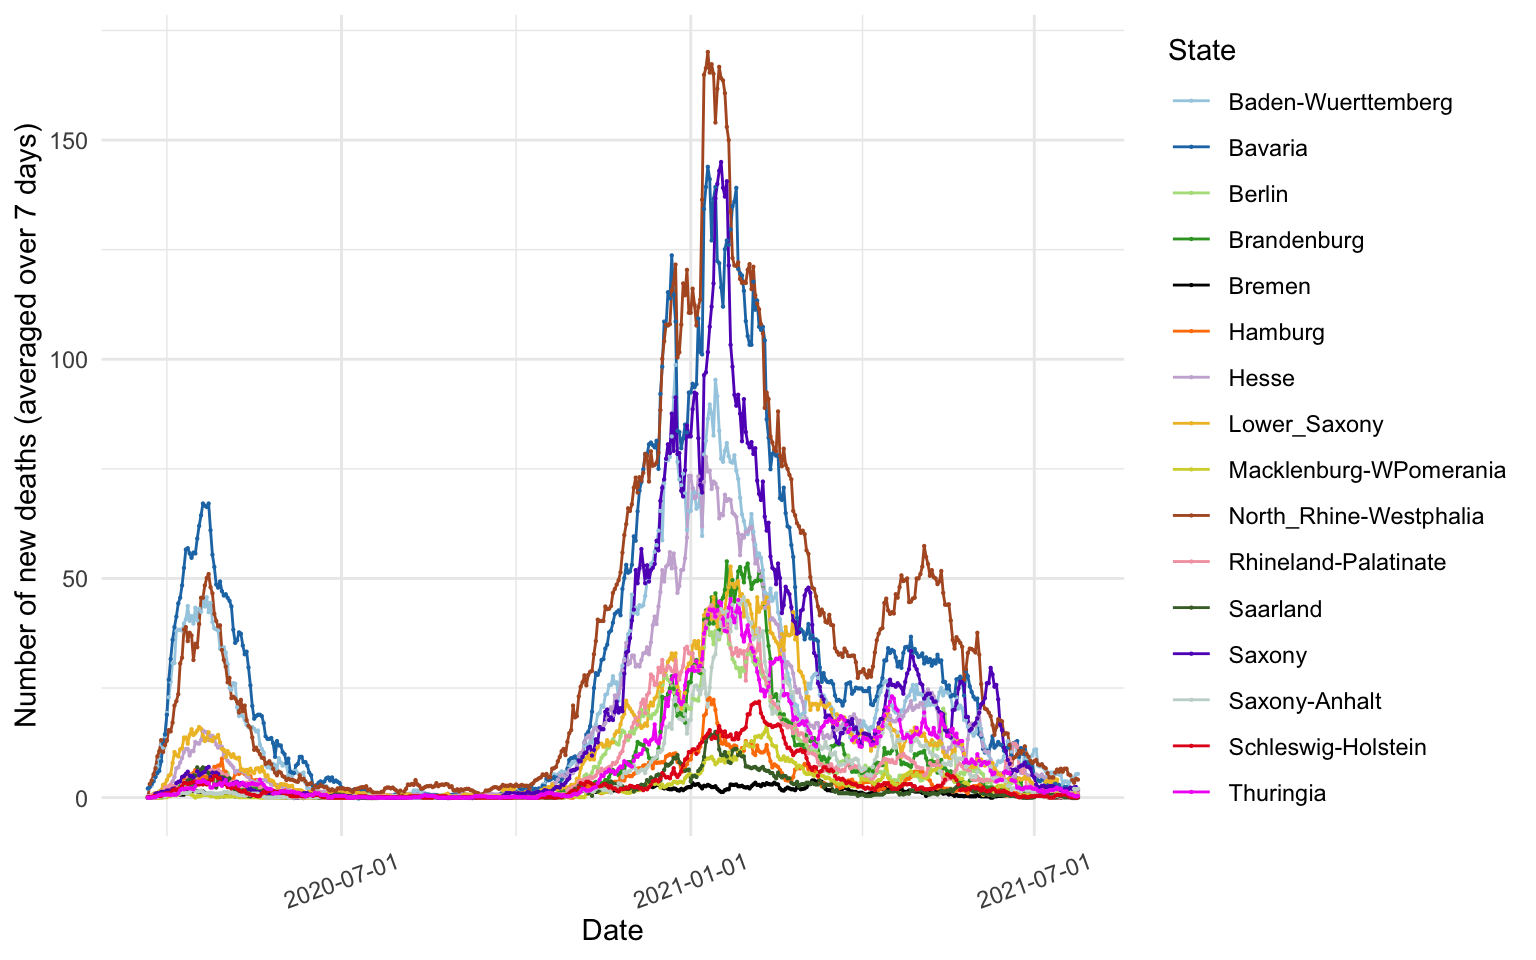 Number of new deaths (averaged over 7 days)
150
100
50
0
2020-07-01
2021-01-01
2021-07-01
Date
State
Baden-Wuerttemberg
Bavaria
Berlin
Brandenburg
Bremen
Hamburg
Hesse
Lower_Saxony
Macklenburg-WPomerania
North_Rhine-Westphalia
Rhineland-Palatinate
Saarland
Saxony
Saxony-Anhalt
Schleswig-Holstein
Thuringia